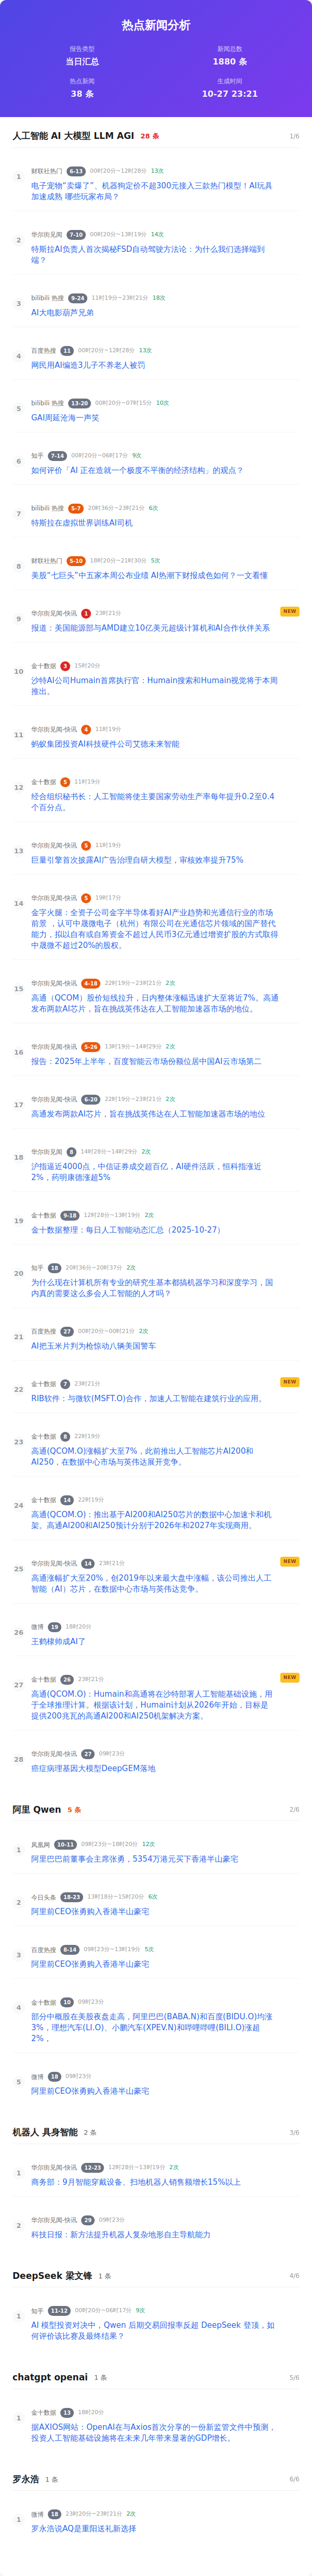 热点新闻分析
报告类型
新闻总数
当日汇总
1880 条
热点新闻
生成时间
38 条
10-27 23:21
人工智能 AI 大模型 LLM AGI 28 条 1/6
1
财联社热门 6-13 00时20分~12时28分 13次
电子宠物“卖爆了”、机器狗定价不超300元接入三款热门模型！AI玩具
加速成熟 哪些玩家布局？
2
华尔街见闻 7-10 00时20分~13时19分 14次
特斯拉AI负责人首次揭秘FSD自动驾驶方法论：为什么我们选择端到
端？
3
bilibili 热搜 9-24 11时19分~23时21分 18次
AI大电影葫芦兄弟
4
百度热搜 11 00时20分~12时28分 13次
网民用AI编造3儿子不养老人被罚
5
bilibili 热搜 13-20 00时20分~07时15分 10次
GAI周延沧海一声笑
6
知乎 7-14 00时20分~06时17分 9次
如何评价「AI 正在造就一个极度不平衡的经济结构」的观点？
7
bilibili 热搜 5-7 20时36分~23时21分 6次
特斯拉在虚拟世界训练AI司机
8
财联社热门 5-10 18时20分~21时30分 5次
美股“七巨头”中五家本周公布业绩 AI热潮下财报成色如何？一文看懂
9
华尔街见闻-快讯 1 23时21分 NEW
报道：美国能源部与AMD建立10亿美元超级计算机和AI合作伙伴关系
10
金十数据 3 15时20分
沙特AI公司Humain首席执行官：Humain搜索和Humain视觉将于本周
推出。
11
华尔街见闻-快讯 4 11时19分
蚂蚁集团投资AI科技硬件公司艾德未来智能
12
金十数据 5 11时19分
经合组织秘书长：人工智能将使主要国家劳动生产率每年提升0.2至0.4
个百分点。
13
华尔街见闻-快讯 5 11时19分
巨量引擎首次披露AI广告治理自研大模型，审核效率提升75%
14
华尔街见闻-快讯 5 19时17分
金字火腿：全资子公司金字半导体看好AI产业趋势和光通信行业的市场
前景 ，认可中晟微电子（杭州）有限公司在光通信芯片领域的国产替代
能力，拟以自有或自筹资金不超过人民币3亿元通过增资扩股的方式取得
中晟微不超过20%的股权。
15
华尔街见闻-快讯 4-18 22时19分~23时21分 2次
高通（QCOM）股价短线拉升，日内整体涨幅迅速扩大至将近7%。高通
发布两款AI芯片，旨在挑战英伟达在人工智能加速器市场的地位。
16
华尔街见闻-快讯 5-26 13时19分~14时29分 2次
报告：2025年上半年，百度智能云市场份额位居中国AI云市场第二
17
华尔街见闻-快讯 6-20 22时19分~23时21分 2次
高通发布两款AI芯片，旨在挑战英伟达在人工智能加速器市场的地位
18
华尔街见闻 8 14时28分~14时29分 2次
沪指逼近4000点，中信证券成交超百亿，AI硬件活跃，恒科指涨近
2%，药明康德涨超5%
19
金十数据 9-18 12时28分~13时19分 2次
金十数据整理：每日人工智能动态汇总（2025-10-27）
20
知乎 18 20时36分~20时37分 2次
为什么现在计算机所有专业的研究生基本都搞机器学习和深度学习，国
内真的需要这么多会人工智能的人才吗？
21
百度热搜 27 00时20分~00时21分 2次
AI把玉米片判为枪惊动八辆美国警车
22
金十数据 7 23时21分 NEW
RIB软件：与微软(MSFT.O)合作，加速人工智能在建筑行业的应用。
23
金十数据 8 22时19分
高通(QCOM.O)涨幅扩大至7%，此前推出人工智能芯片AI200和
AI250，在数据中心市场与英伟达展开竞争。
24
金十数据 14 22时19分
高通(QCOM.O)：推出基于AI200和AI250芯片的数据中心加速卡和机
架。高通AI200和AI250预计分别于2026年和2027年实现商用。
25
华尔街见闻-快讯 14 23时21分 NEW
高通涨幅扩大至20%，创2019年以来最大盘中涨幅，该公司推出人工
智能（AI）芯片，在数据中心市场与英伟达竞争。
26
微博 19 18时20分
王鹤棣帅成AI了
27
金十数据 26 23时21分 NEW
高通(QCOM.O)：Humain和高通将在沙特部署人工智能基础设施，用
于全球推理计算。根据该计划，Humain计划从2026年开始，目标是
提供200兆瓦的高通AI200和AI250机架解决方案。
28
华尔街见闻-快讯 27 09时23分
癌症病理基因大模型DeepGEM落地
阿里 Qwen 5 条 2/6
1
凤凰网 10-11 09时23分~18时20分 12次
阿里巴巴前董事会主席张勇，5354万港元买下香港半山豪宅
2
今日头条 18-23 13时18分~15时20分 6次
阿里前CEO张勇购入香港半山豪宅
3
百度热搜 8-14 09时23分~13时19分 5次
阿里前CEO张勇购入香港半山豪宅
4
金十数据 10 09时23分
部分中概股在美股夜盘走高，阿里巴巴(BABA.N)和百度(BIDU.O)均涨
3%，理想汽车(LI.O)、小鹏汽车(XPEV.N)和哔哩哔哩(BILI.O)涨超
2%，
5
微博 18 09时23分
阿里前CEO张勇购入香港半山豪宅
机器人 具身智能 2 条 3/6
1
华尔街见闻-快讯 12-23 12时28分~13时19分 2次
商务部：9月智能穿戴设备、扫地机器人销售额增长15%以上
2
华尔街见闻-快讯 29 09时23分
科技日报：新方法提升机器人复杂地形自主导航能力
DeepSeek 梁文锋 1 条 4/6
1
知乎 11-12 00时20分~06时17分 9次
AI 模型投资对决中，Qwen 后期交易回报率反超 DeepSeek 登顶，如
何评价该比赛及最终结果？
chatgpt openai 1 条 5/6
1
金十数据 13 18时20分
据AXIOS网站：OpenAI在与Axios首次分享的一份新监管文件中预测，
投资人工智能基础设施将在未来几年带来显著的GDP增长。
罗永浩 1 条 6/6
1
微博 18 23时20分~23时21分 2次
罗永浩说AQ是重阳送礼新选择